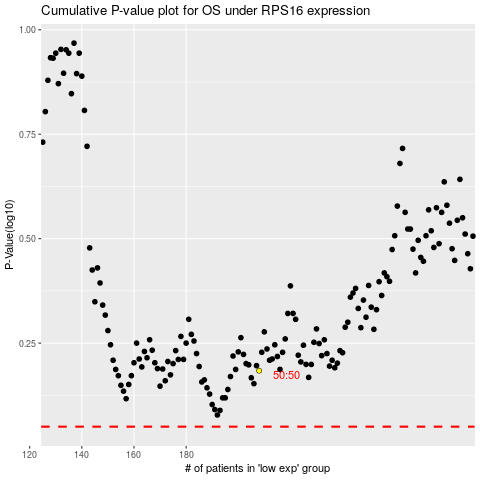 Cumulative P-value plot for OS under RPS16 expression
1.00
0.75
0.50
0.25
P-Value(log10)
50:50
120 140 160 180
# of patients in 'low exp' group